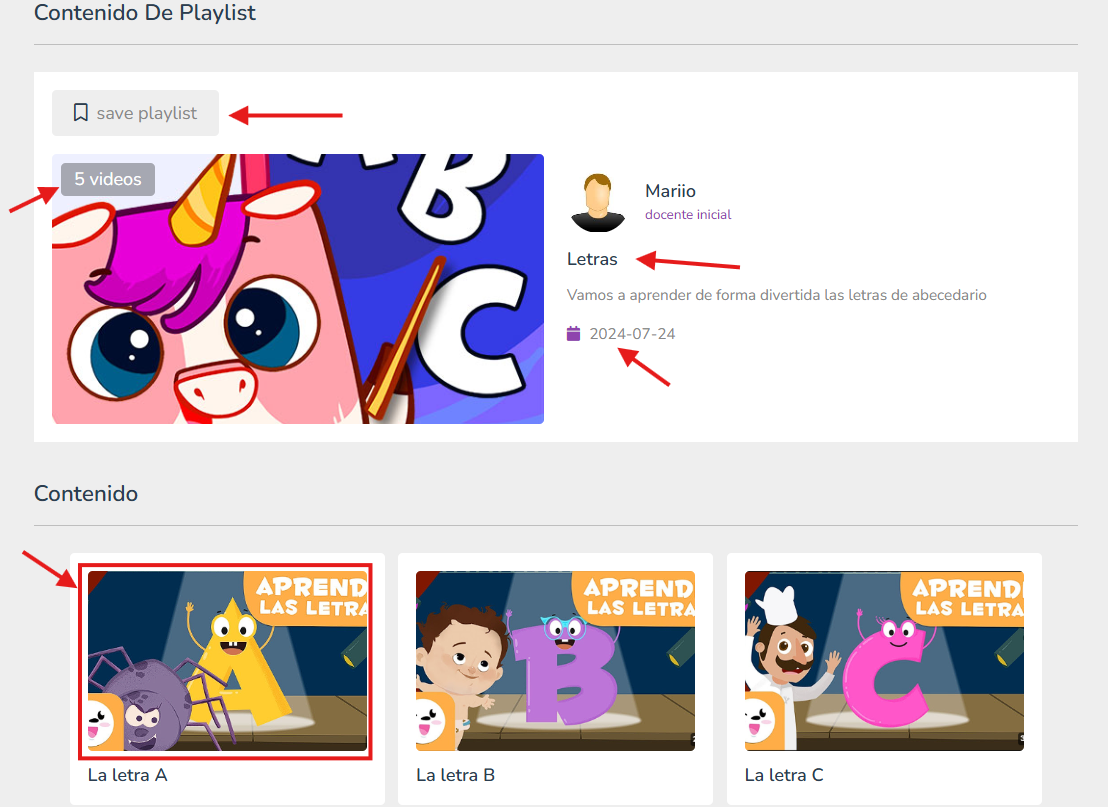 Contenido De Playlist
save playlist
5 videos
A B
C
Mariio
docente inicial
Letras
Vamos a aprender de forma divertida las letras de abecedario
2024-07-24
Contenido
APREND
LAS LETRA
A
La letra A
APREND
LAS LETRA
B
La letra B
APREND
LAS LETRA
C
La letra C